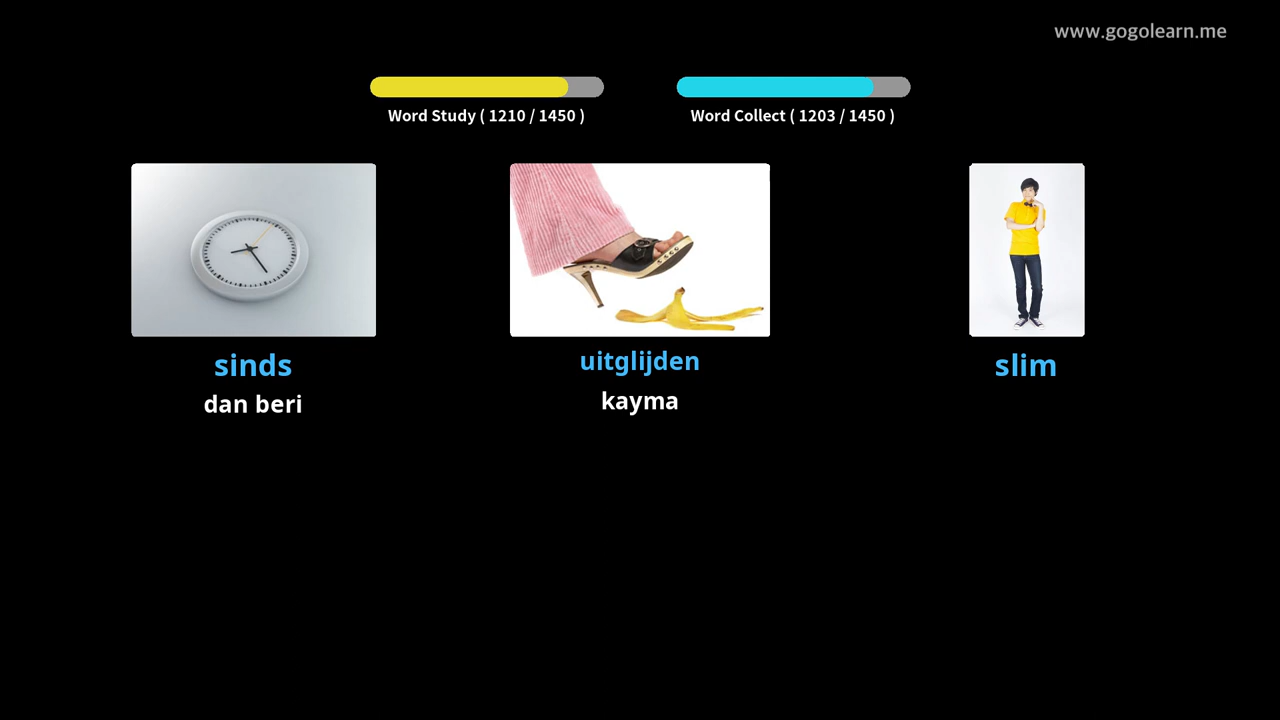 www.gogolearn.me
Word Study ( 1210 / 1450 )
Word Collect ( 1203 / 1450 )
sinds
dan beri
uitglijden
kayma
slim